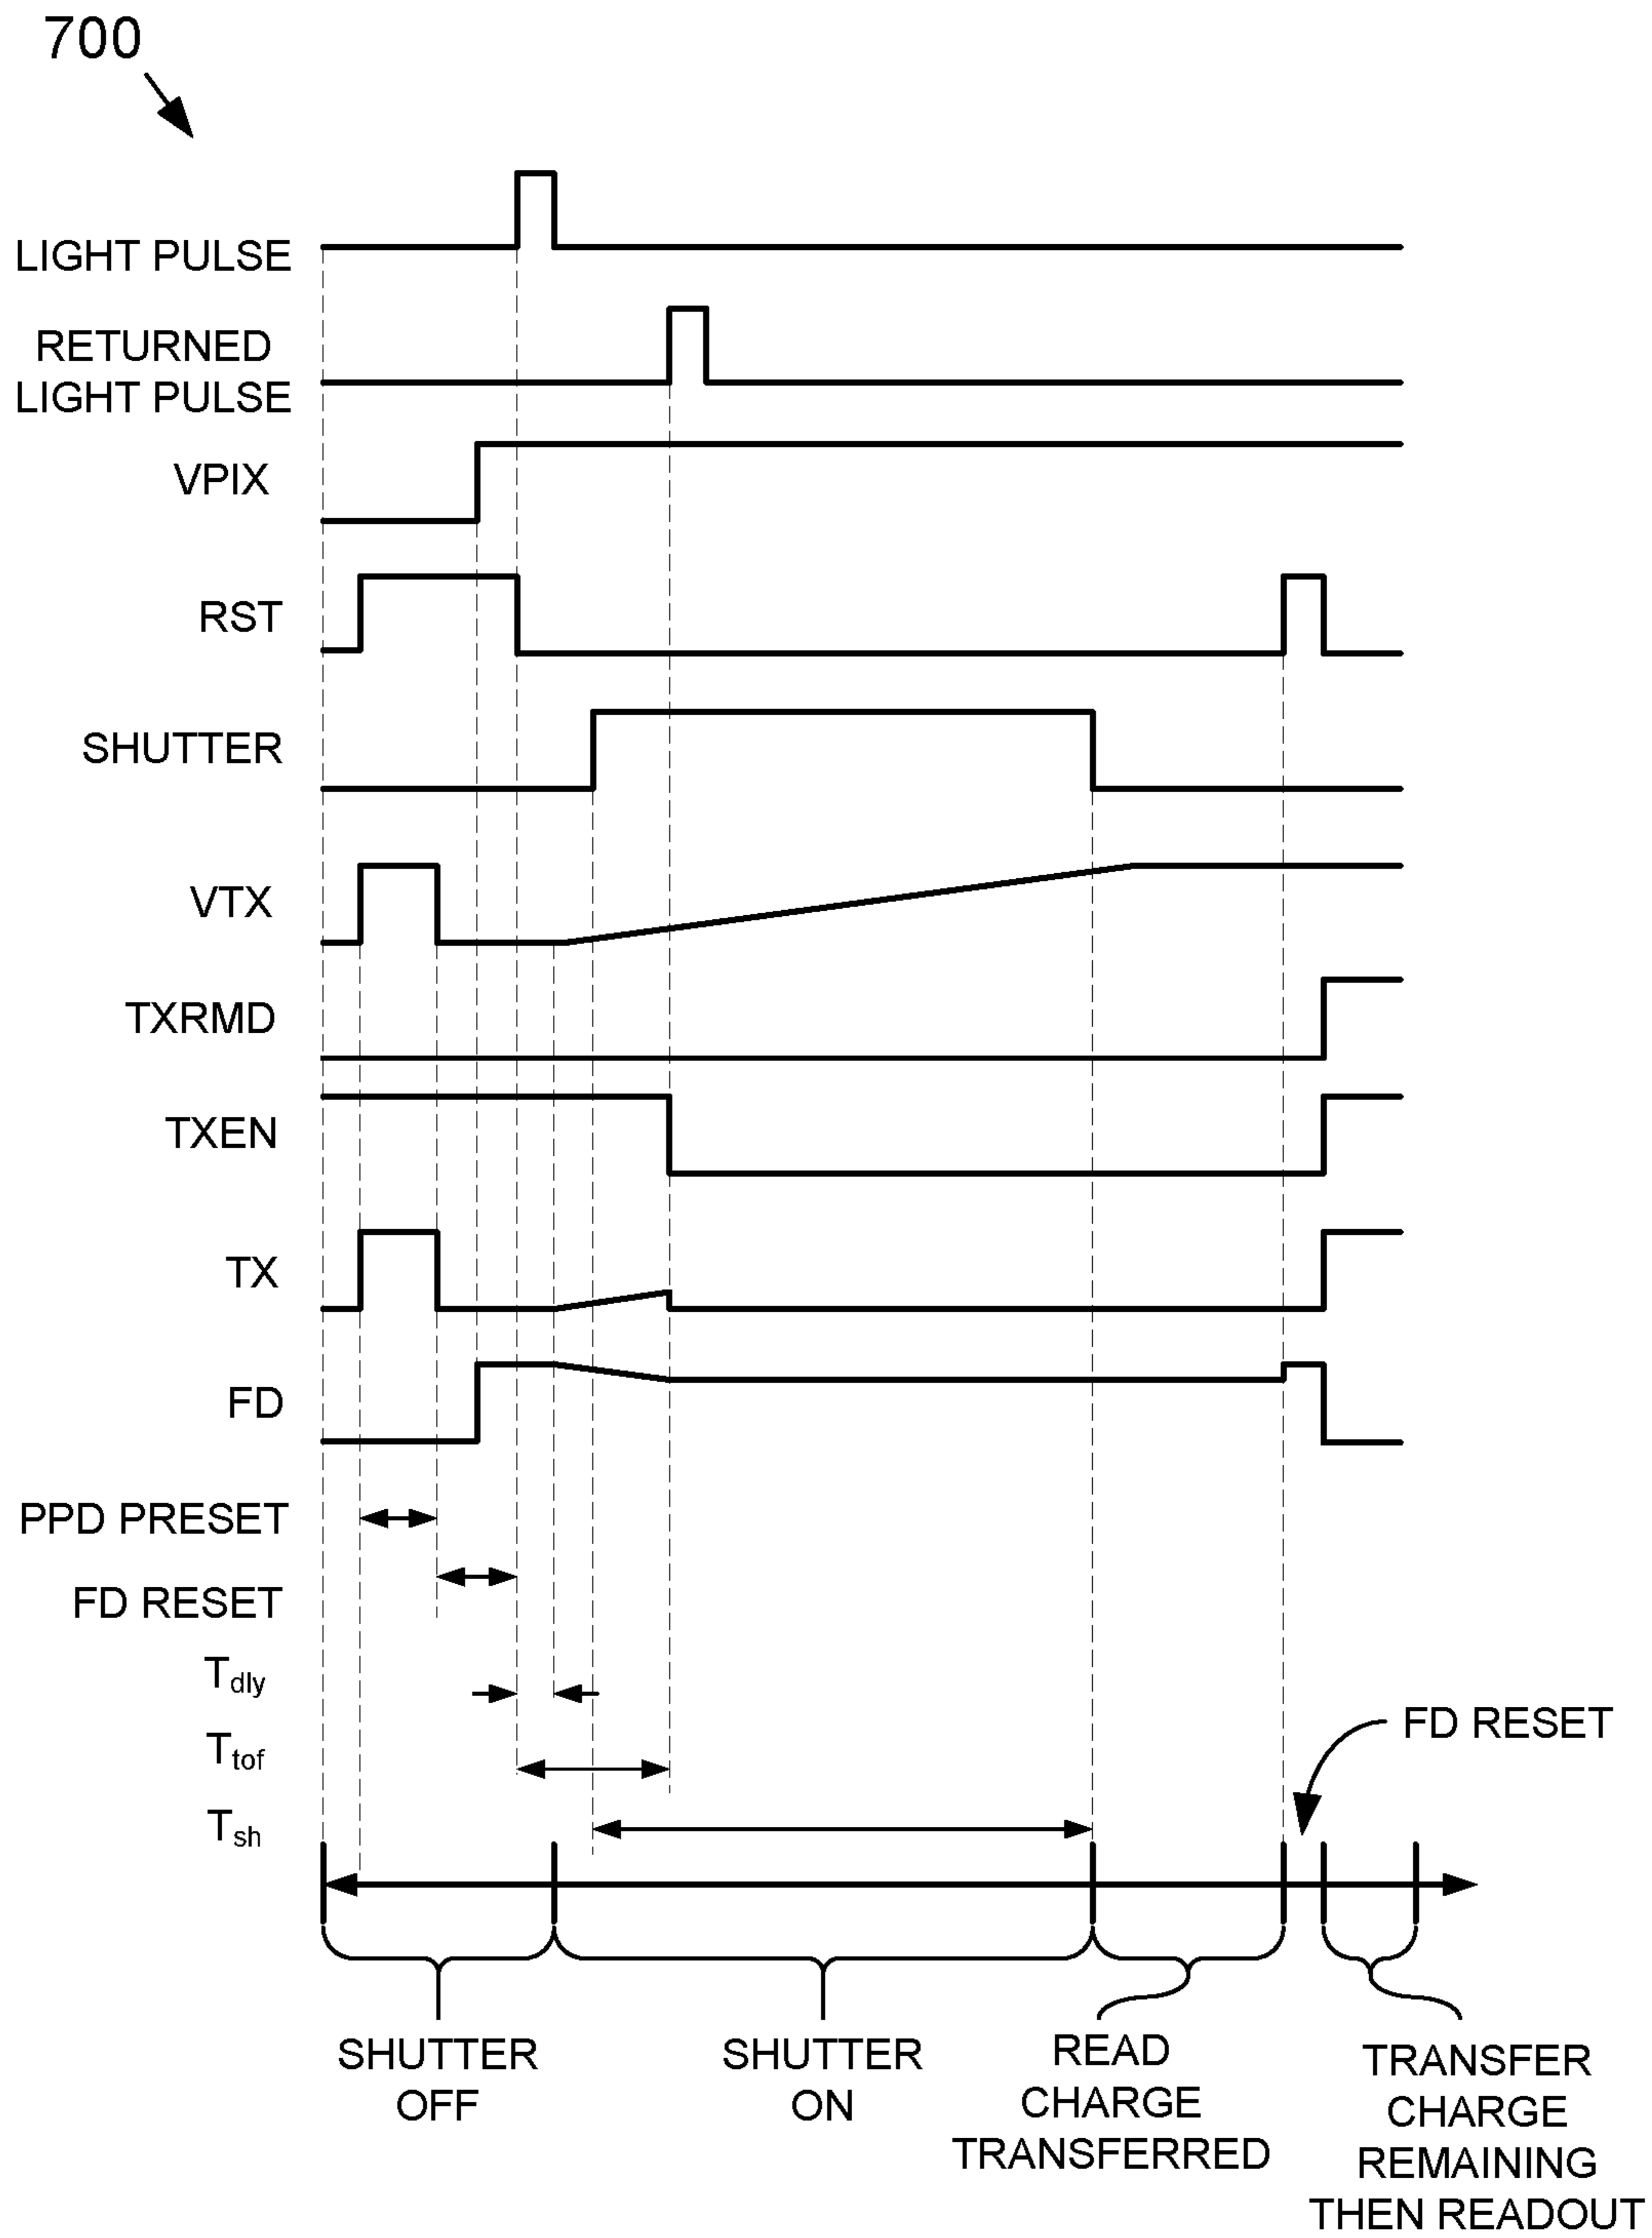 700
LIGHT PULSE
RETURNED
LIGHT PULSE
VPIX
RST
SHUTTER
VTX
TXRMD
TXEN
TX
FD
PPD PRESET
FD RESET
Tdly
Ttof
FD RESET
Tsh
SHUTTER
OFF
SHUTTER
ON
READ
CHARGE
TRANSFERRED
TRANSFER
CHARGE
REMAINING
THEN READOUT